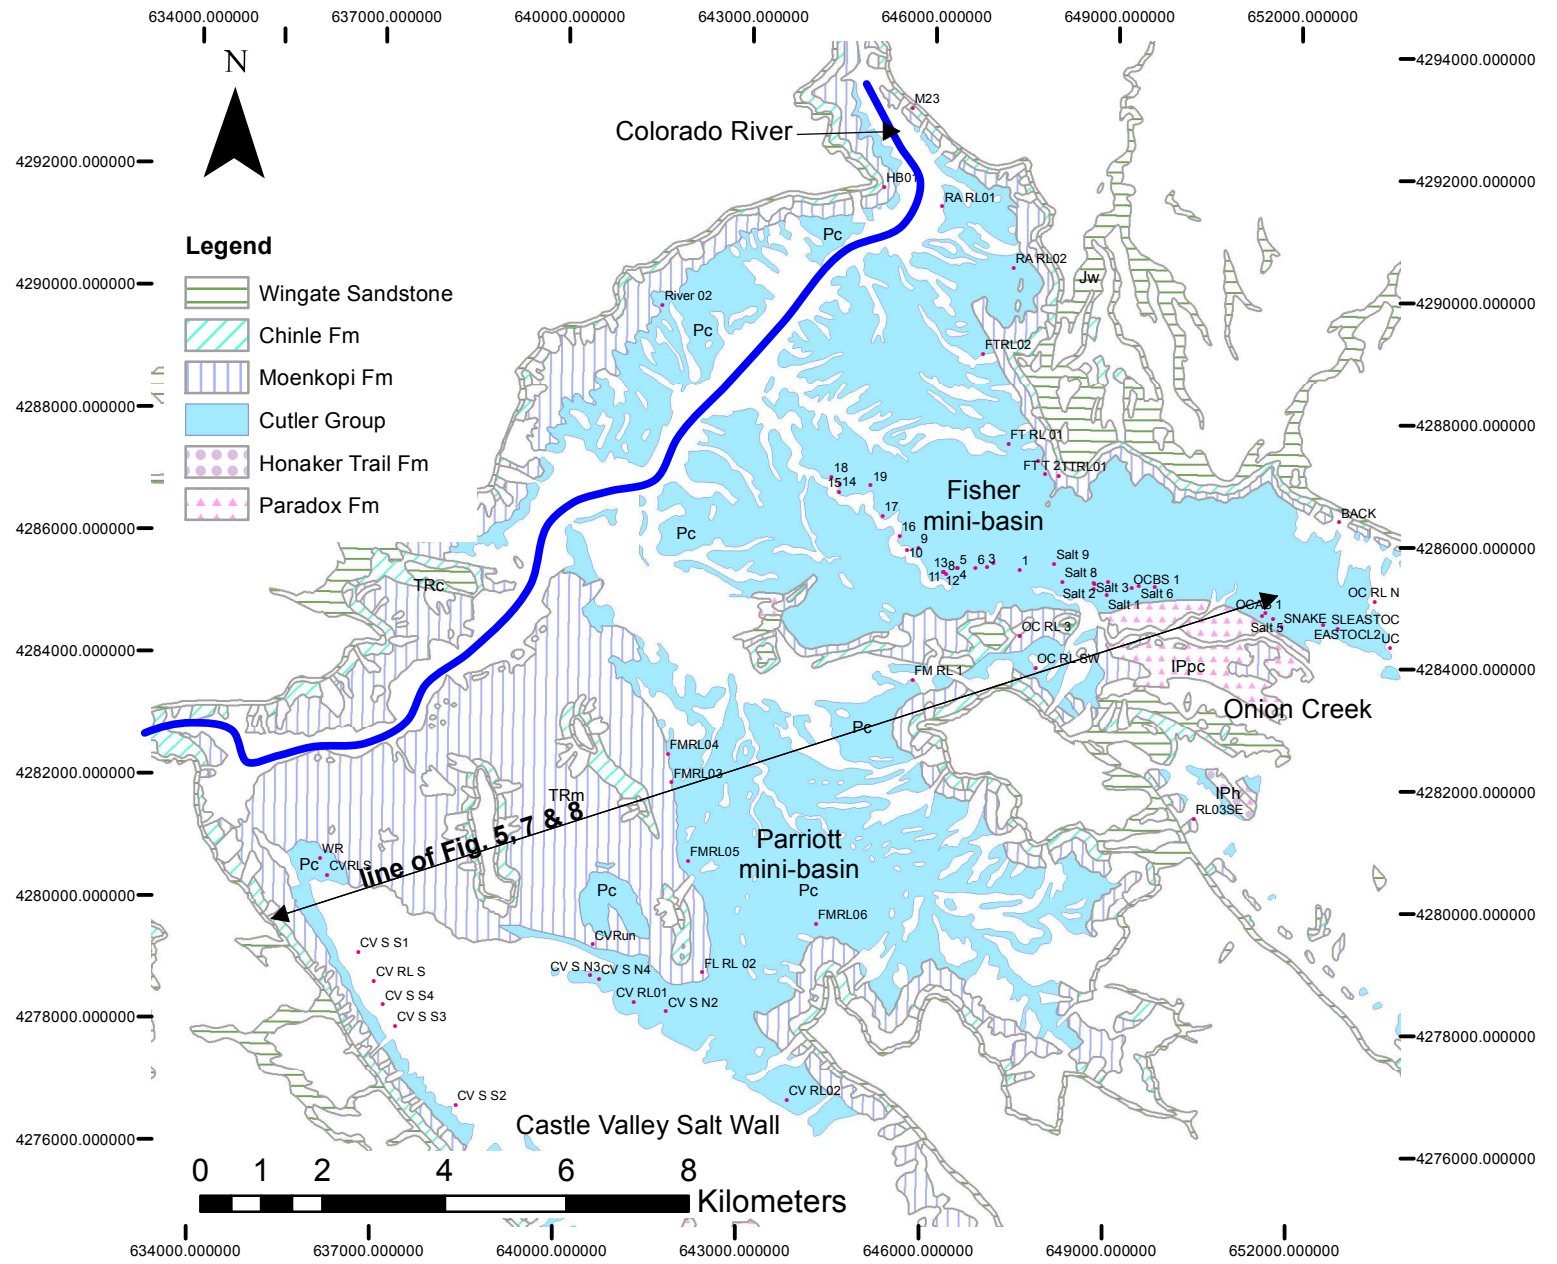 634000.000000 637000.000000 640000.000000 643000.000000 646000.000000 649000.000000 652000.000000
N
4294000.000000
M23
Colorado River
4292000.000000
4292000.000000
HB01
RA RL01
Pc
Legend
RA RL02
Jw
4290000.000000
4290000.000000
Wingate Sandstone
River 02
Pc
Chinle Fm
FTRL02
Moenkopi Fm
4288000.000000
4288000.000000
Cutler Group
FT RL 01
Honaker Trail Fm
FT T 2
TTRL01
18
15
14
19
Fisher
mini-basin
Paradox Fm
17
BACK
4286000.000000
4286000.000000
Pc
16
9
10
13
8
5
6
3
1
11
12
4
Salt 9
Salt 8
Salt 2
Salt 3
OCBS 1
Salt 1
Salt 6
TRc
OC RL N
OCAS 1
SNAKE
SLEASTOC
Salt 5
EASTOCL2
UC
OC RL 3
4284000.000000
4284000.000000
OC RL SW
FM RL 1
IPpc
Onion Creek
Pc
FMRL04
4282000.000000
4282000.000000
FMRL03
TRm
IPh
RL03SE
line of Fig. 5, 7 & 8
Parriott
mini-basin
WR
Pc
CVRLS
FMRL05
4280000.000000
4280000.000000
Pc
Pc
FMRL06
CVRun
CV S S1
CV S N3
CV S N4
FL RL 02
CV RL S
CV RL01
CV S S4
CV S N2
4278000.000000
4278000.000000
CV S S3
CV S S2
CV RL02
Castle Valley Salt Wall
4276000.000000
4276000.000000
0 1 2 4 6 8
Kilometers
634000.000000 637000.000000 640000.000000 643000.000000 646000.000000 649000.000000 652000.000000